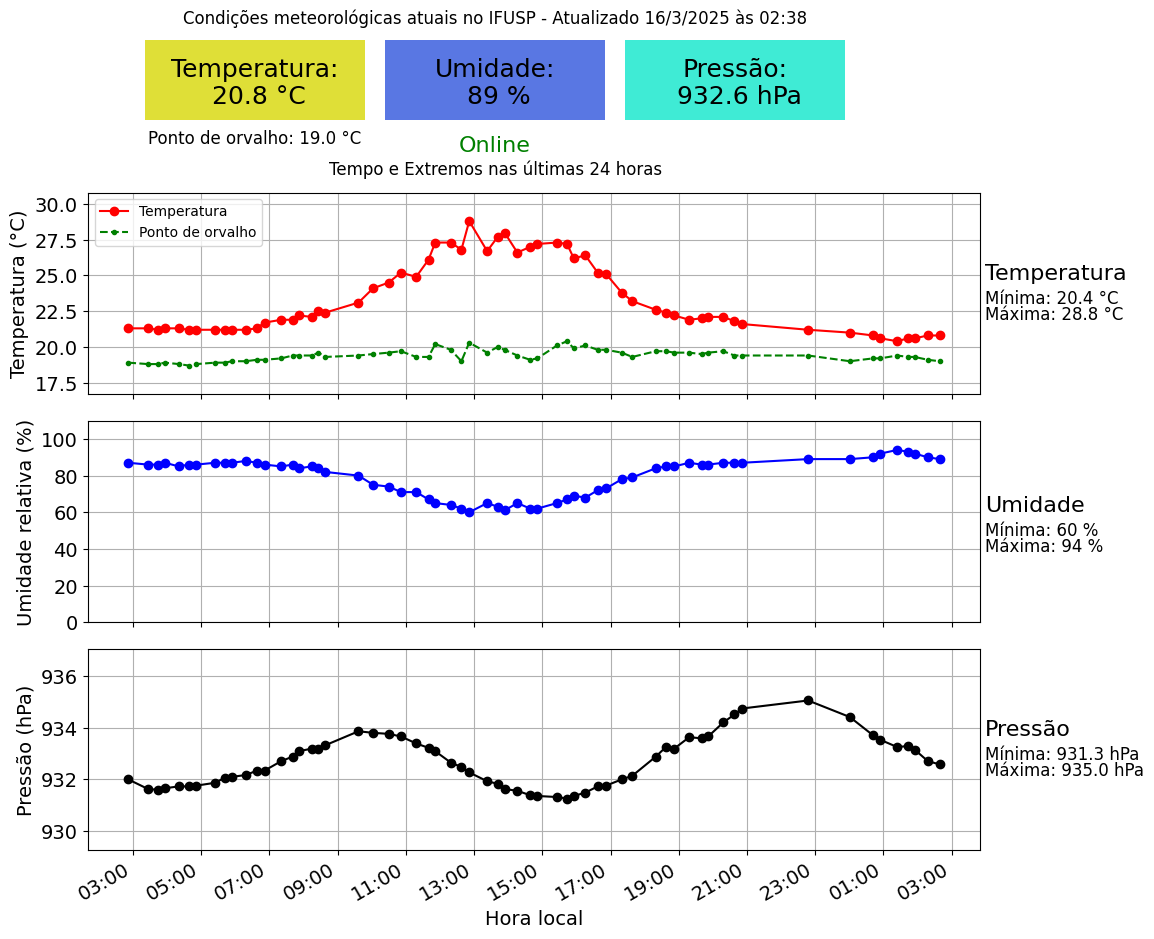 Condições meteorológicas atuais no IFUSP - Atualizado 16/3/2025 às 02:38
Temperatura:
20.8 °C
Umidade:
89 %
Pressão:
932.6 hPa
Ponto de orvalho: 19.0 °C
Online
Tempo e Extremos nas últimas 24 horas
Temperatura (°C)
30.0
27.5
25.0
22.5
20.0
17.5
Temperatura
Ponto de orvalho
Temperatura
Mínima: 20.4 °C
Máxima: 28.8 °C
Umidade relativa (%)
100
80
60
40
20
0
Umidade
Mínima: 60 %
Máxima: 94 %
Pressão (hPa)
936
934
932
930
Pressão
Mínima: 931.3 hPa
Máxima: 935.0 hPa
03:00 05:00 07:00 09:00 11:00 13:00 15:00 17:00 19:00 21:00 23:00 01:00 03:00
Hora local